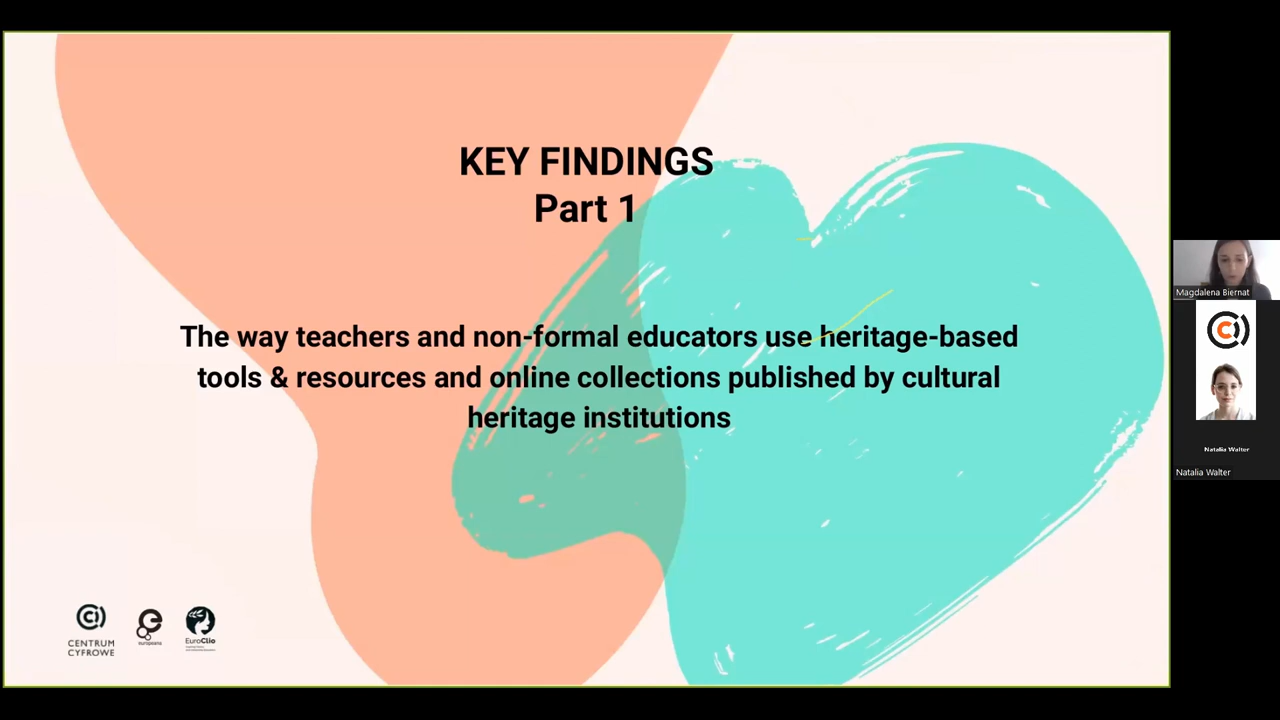 KEY FINDINGS
Part 1
The way teachers and non-formal educators use heritage-based
tools & resources and online collections published by cultural
heritage institutions
CENTRUM
CYFROWE
europeana
EuroClio
Magdalena Biernat
Natalia Walter
Natalia Walter